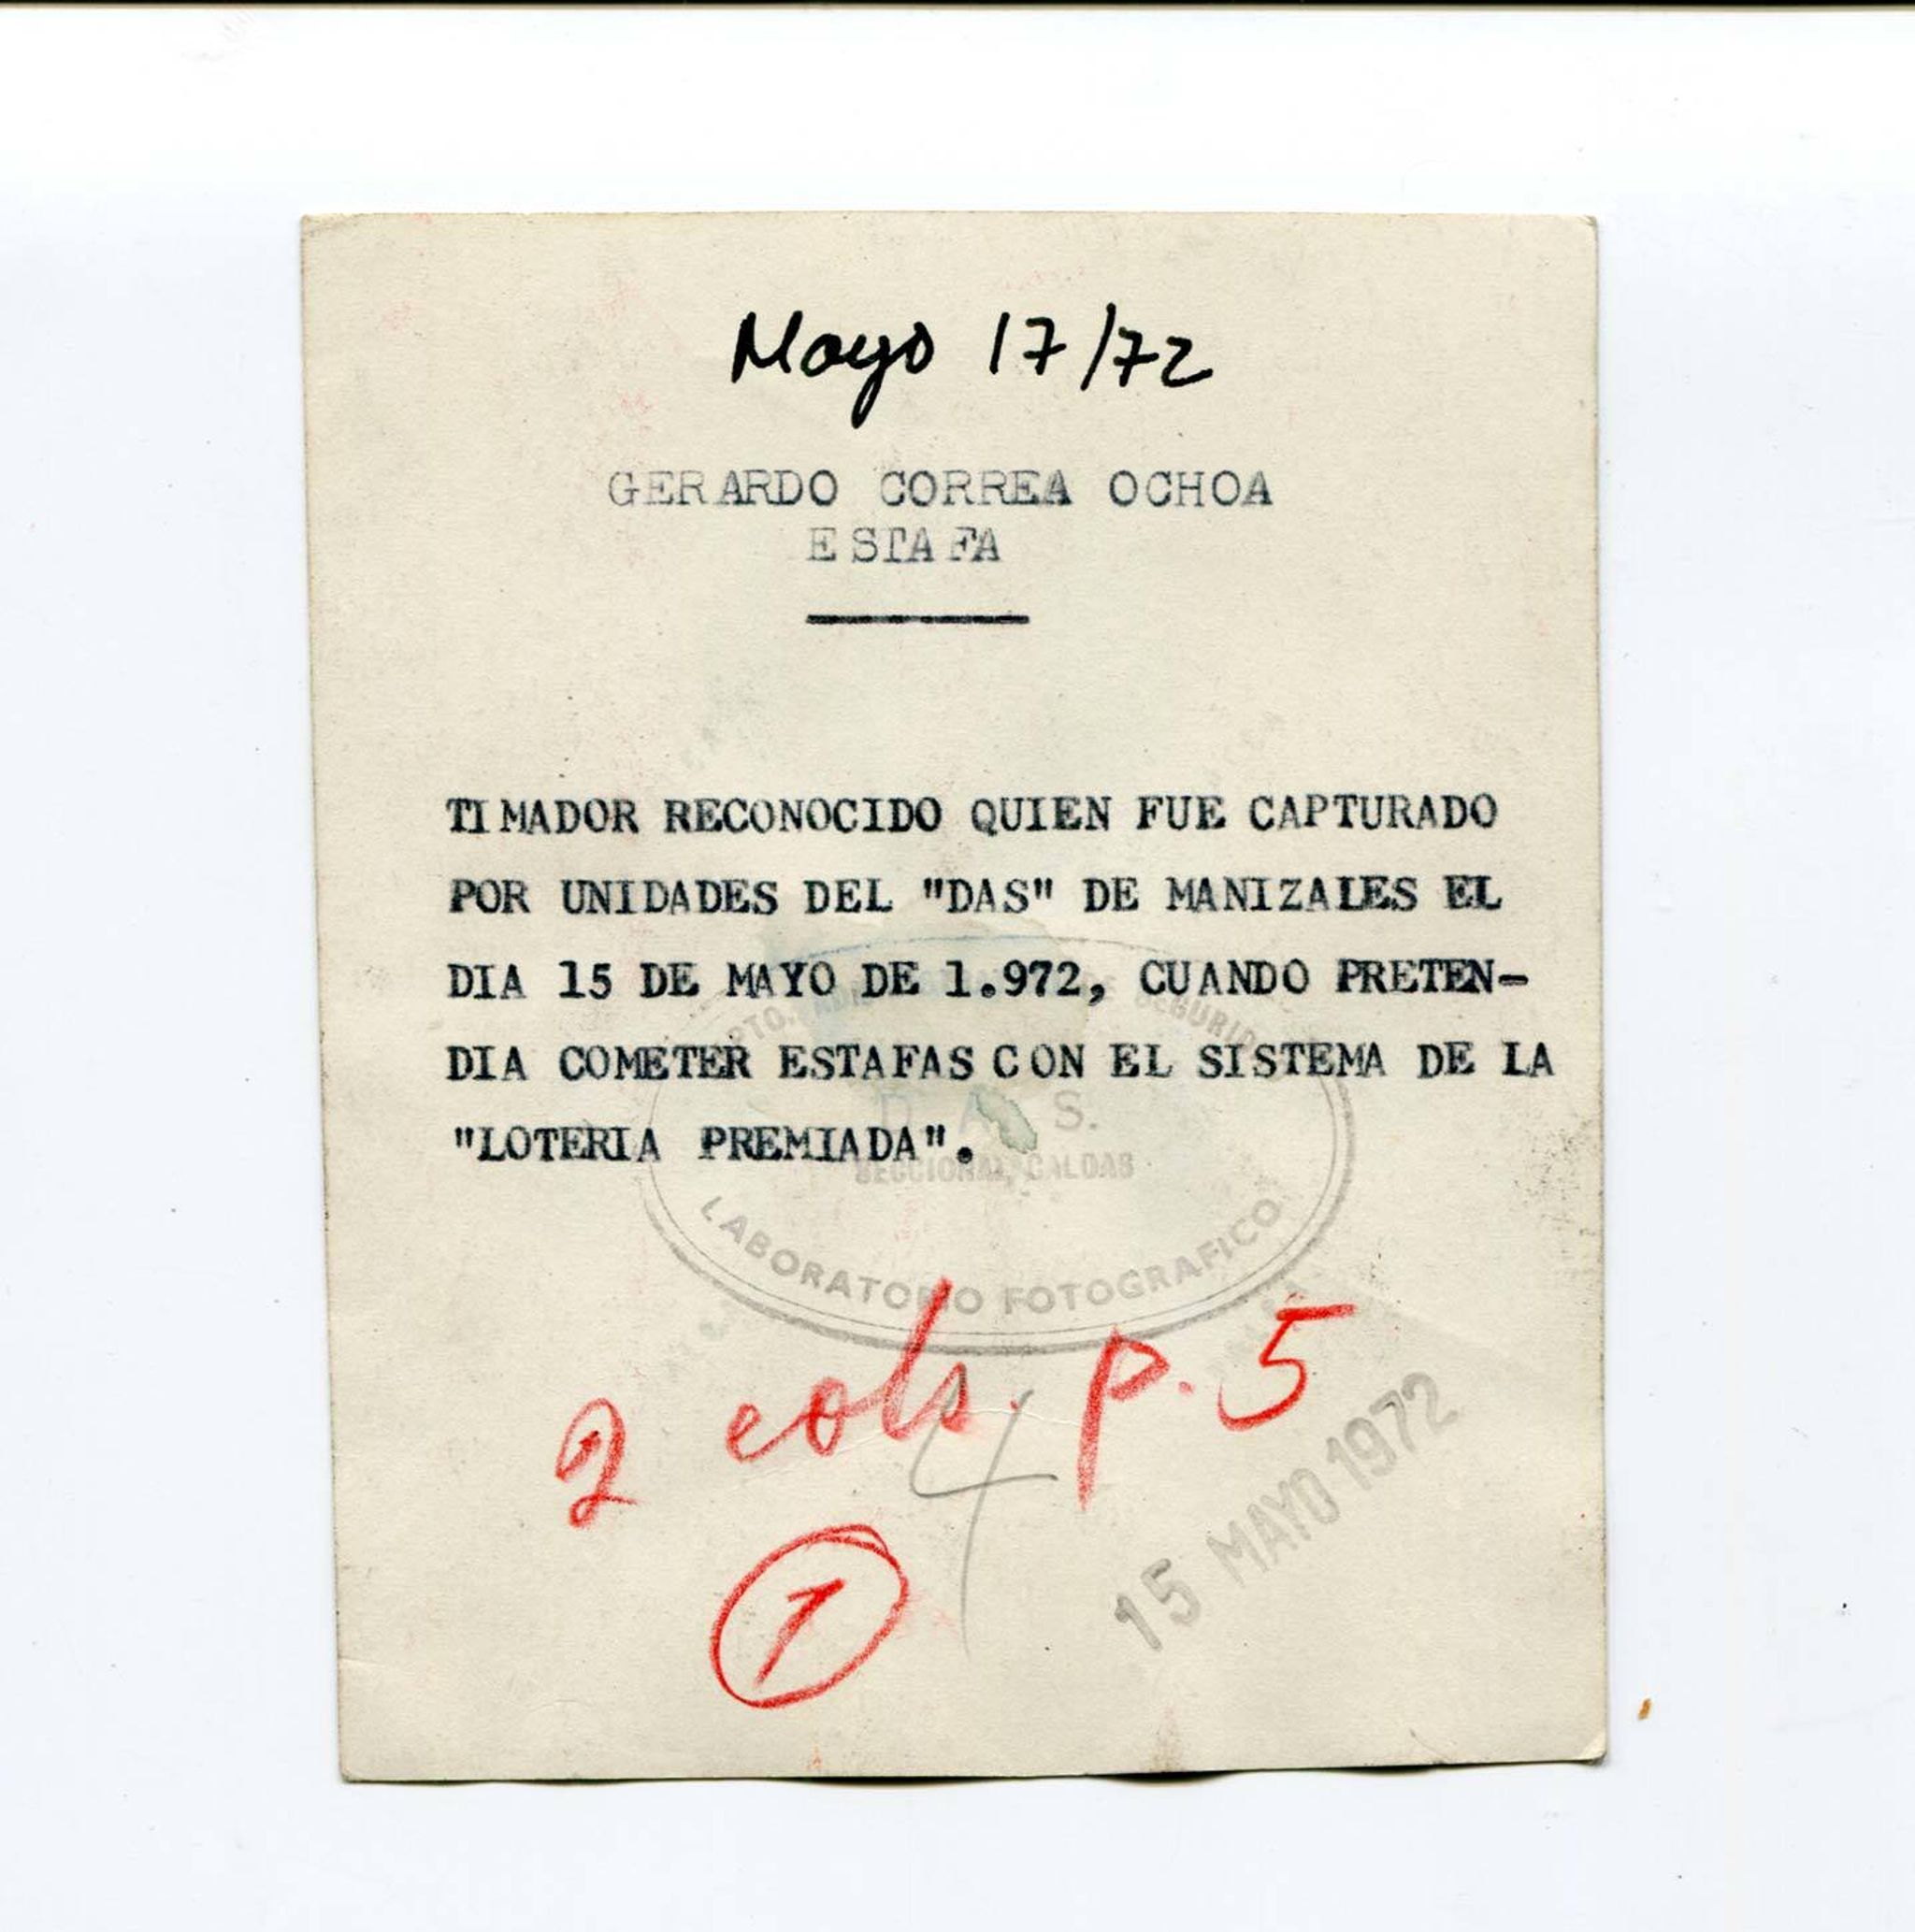 Mayo 17/72
GERARDO CORREA OCHOA
ESTAFA
TIMADOR RECONOCIDO QUIEN FUE CAPTURADO
POR UNIDADES DEL "DAS" DE MANIZALES EL
DIA 15 DE MAYO DE 1.972, CUANDO PRETEN-
DIA COMETER ESTAFAS CON EL SISTEMA DE LA
"LOTERIA PREMIADA".
D A S.
SECCIONAL CALDAS
LABORATORIO FOTOGRAFICO
2 cols. p. 5
4
1
15 MAYO 1972